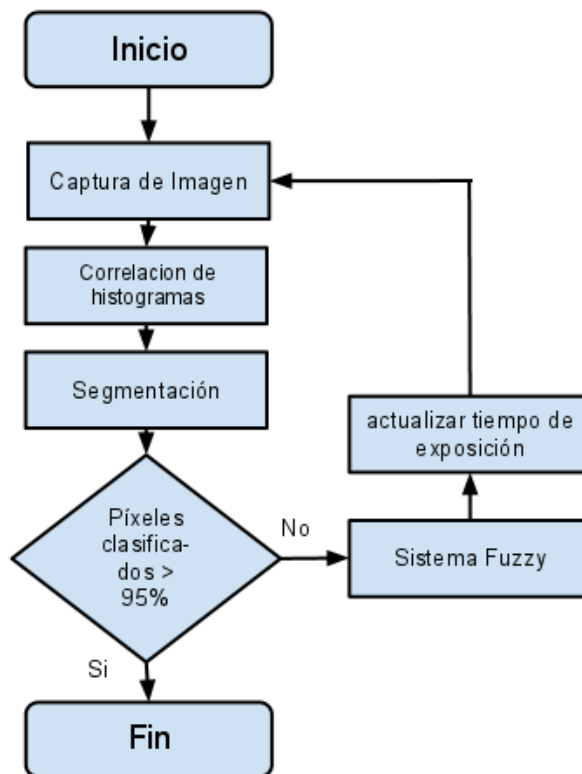 Inicio
Captura de Imagen
Correlacion de
histogramas
Segmentación
actualizar tiempo de
exposición
Píxeles
clasifica-
dos >
95%
No
Sistema Fuzzy
Si
Fin